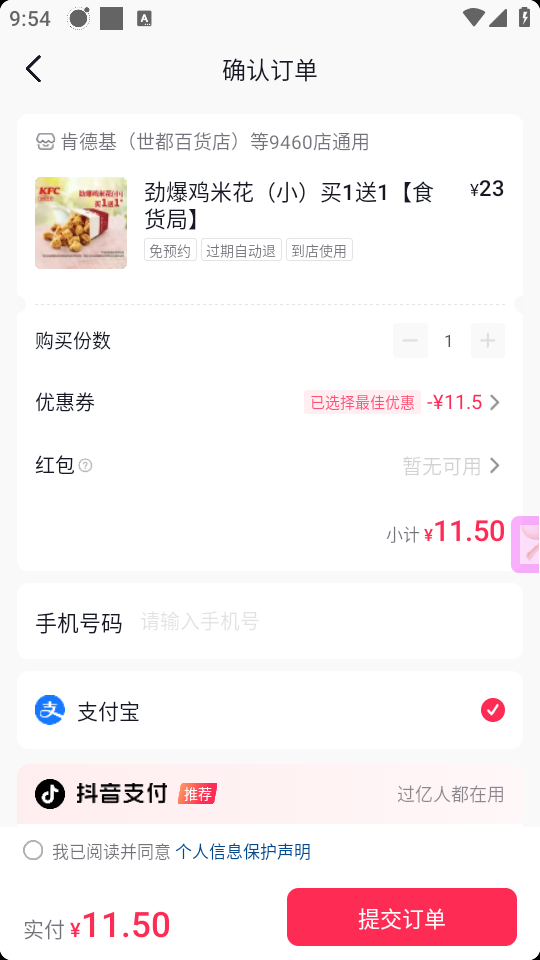 9:54
A
确认订单
肯德基（世都百货店）等9460店通用
KFC
劲爆鸡米花(小)
买1送1
劲爆鸡米花（小）买1送1【食
货局】
¥23
免预约 过期自动退 到店使用
购买份数
1
优惠券 已选择最佳优惠 -¥11.5
红包 ? 暂无可用
小计 ¥11.50
手机号码 请输入手机号
支 支付宝
抖音支付 推荐 过亿人都在用
我已阅读并同意 个人信息保护声明
实付 ¥11.50
提交订单